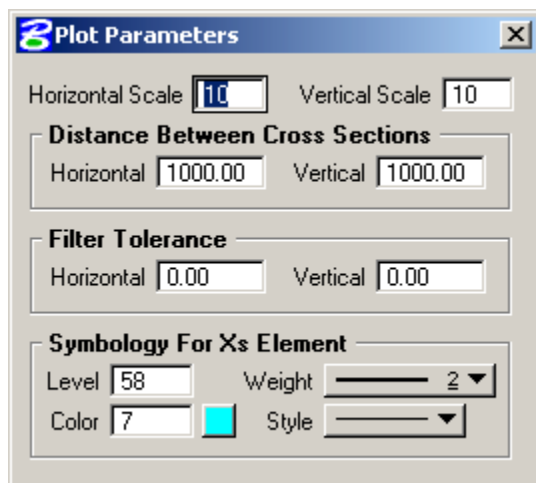 Plot Parameters
Horizontal Scale 10 Vertical Scale 10
Distance Between Cross Sections
Horizontal 1000.00 Vertical 1000.00
Filter Tolerance
Horizontal 0.00 Vertical 0.00
Symbology For Xs Element
Level 58 Weight 2
Color 7 Style